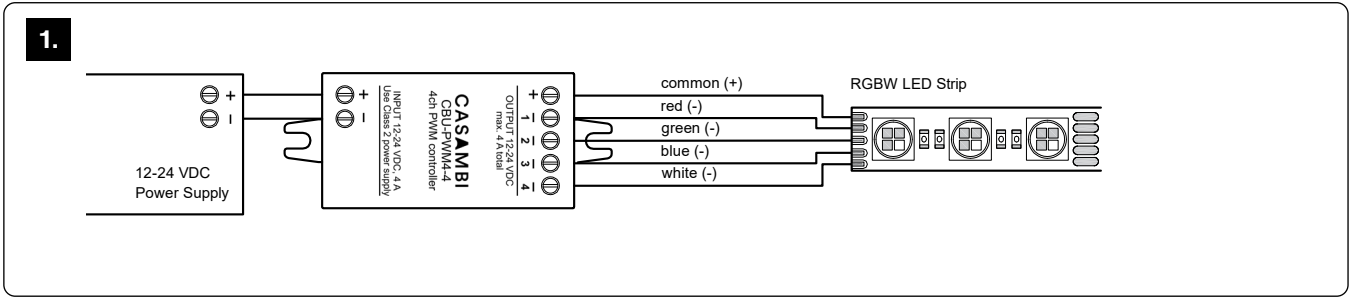 1.
12-24 VDC
Power Supply
+
-
+
-
INPUT 12-24 VDC, 4 A
Use Class 2 power supply
CASAMBI
CBU-PWM4-4
4ch PWM controller
OUTPUT 12-24 VDC
max. 4 A total
+
1 -
2 -
3 -
4 -
common (+)
red (-)
green (-)
blue (-)
white (-)
RGBW LED Strip